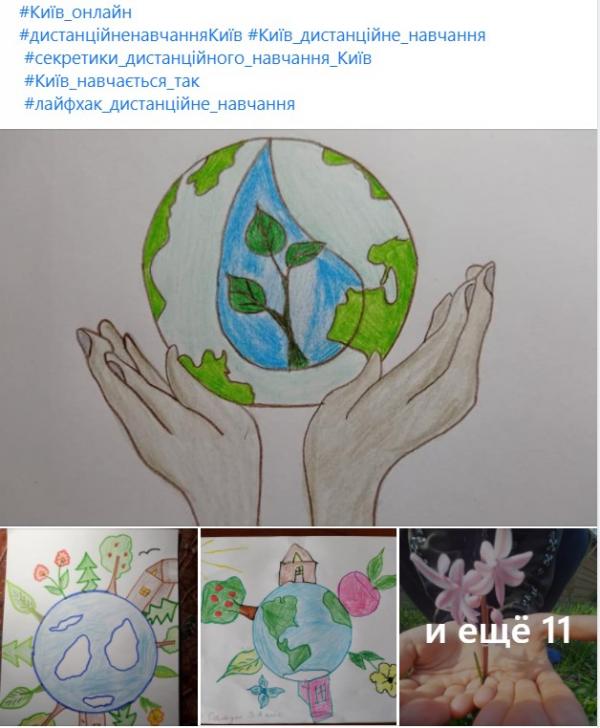 #Київ_онлайн
#дистанційненавчанняКиїв #Київ_дистанційне_навчання
#секретики_дистанційного_навчання_Київ
#Київ_навчається_так
#лайфхак_дистанційне_навчання
и ещё 11